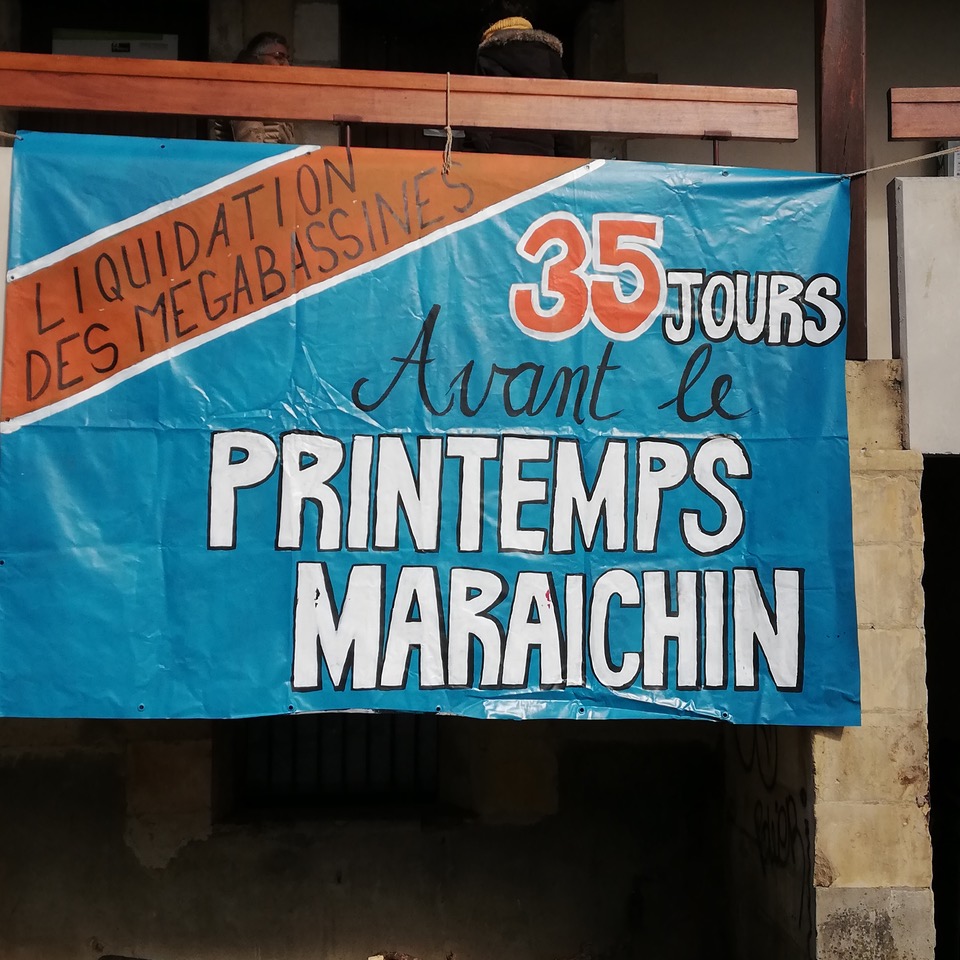 LIQUIDATION
DES MEGABASSINES
35 JOURS
Avant le
PRINTEMPS
MARAICHIN